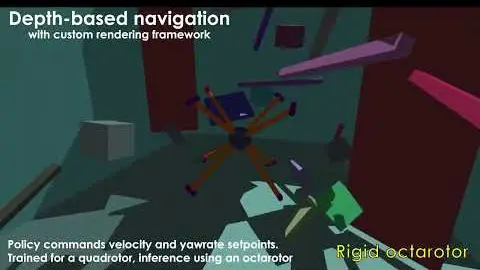 Depth-based navigation
with custom rendering framework
Policy commands velocity and yawrate setpoints.
Trained for a quadrotor, inference using an octarotor
Rigid octarotor